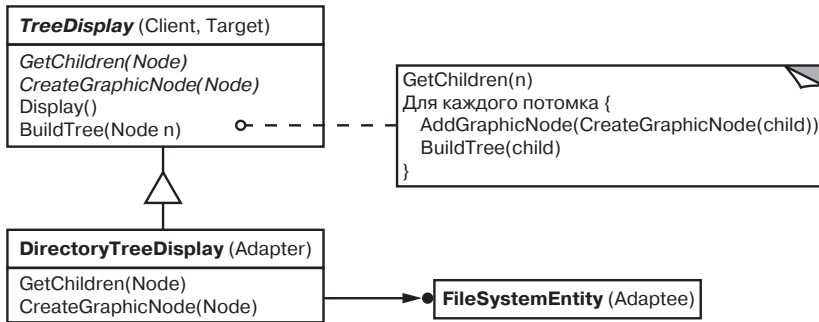 TreeDisplay (Client, Target)
GetChildren(Node)
CreateGraphicNode(Node)
Display()
BuildTree(Node n)
GetChildren(n)
Для каждого потомка {
AddGraphicNode(CreateGraphicNode(child))
BuildTree(child)
}
DirectoryTreeDisplay (Adapter)
GetChildren(Node)
CreateGraphicNode(Node)
FileSystemEntity (Adaptee)